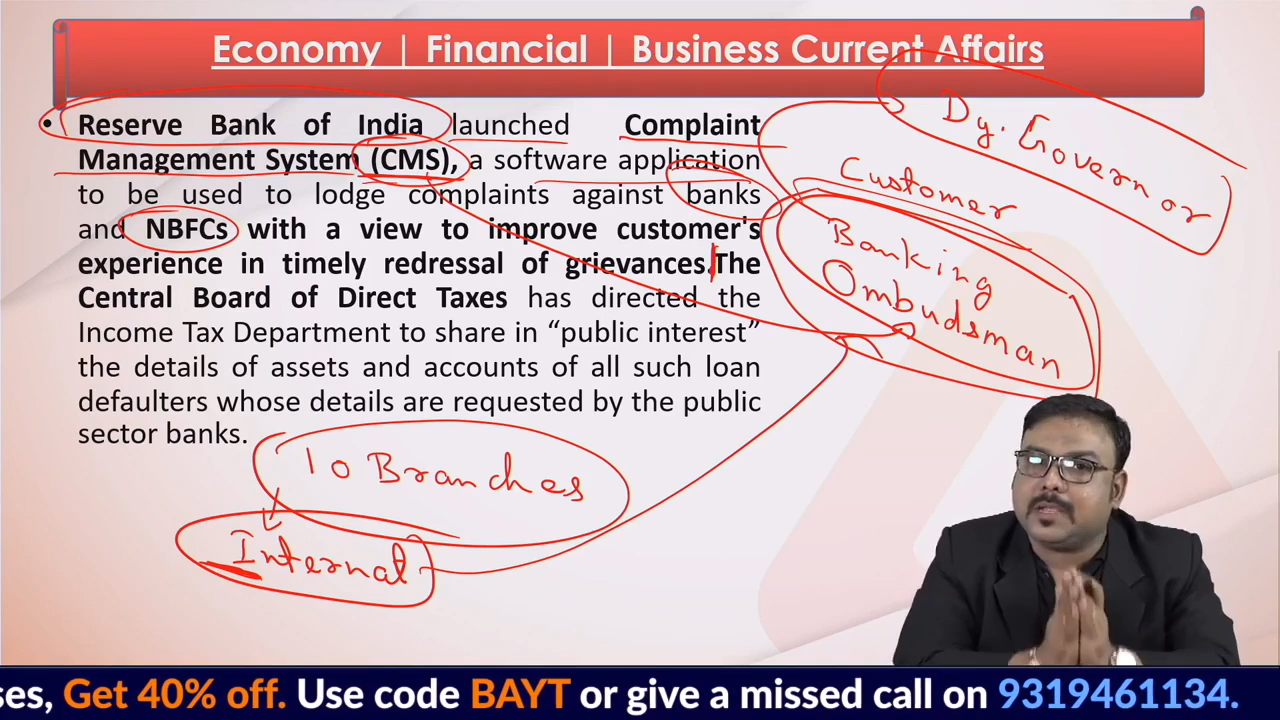 Economy | Financial | Business Current Affairs
• Reserve Bank of India launched Complaint
Management System (CMS), a software application
to be used to lodge complaints against banks
and NBFCs with a view to improve customer's
experience in timely redressal of grievances.The
Central Board of Direct Taxes has directed the
Income Tax Department to share in “public interest”
the details of assets and accounts of all such loan
defaulters whose details are requested by the public
sector banks.
Dy. Governor
Customer
Banking
Ombudsman
10 Branches
Internal
ses, Get 40% off. Use code BAYT or give a missed call on 9319461134.